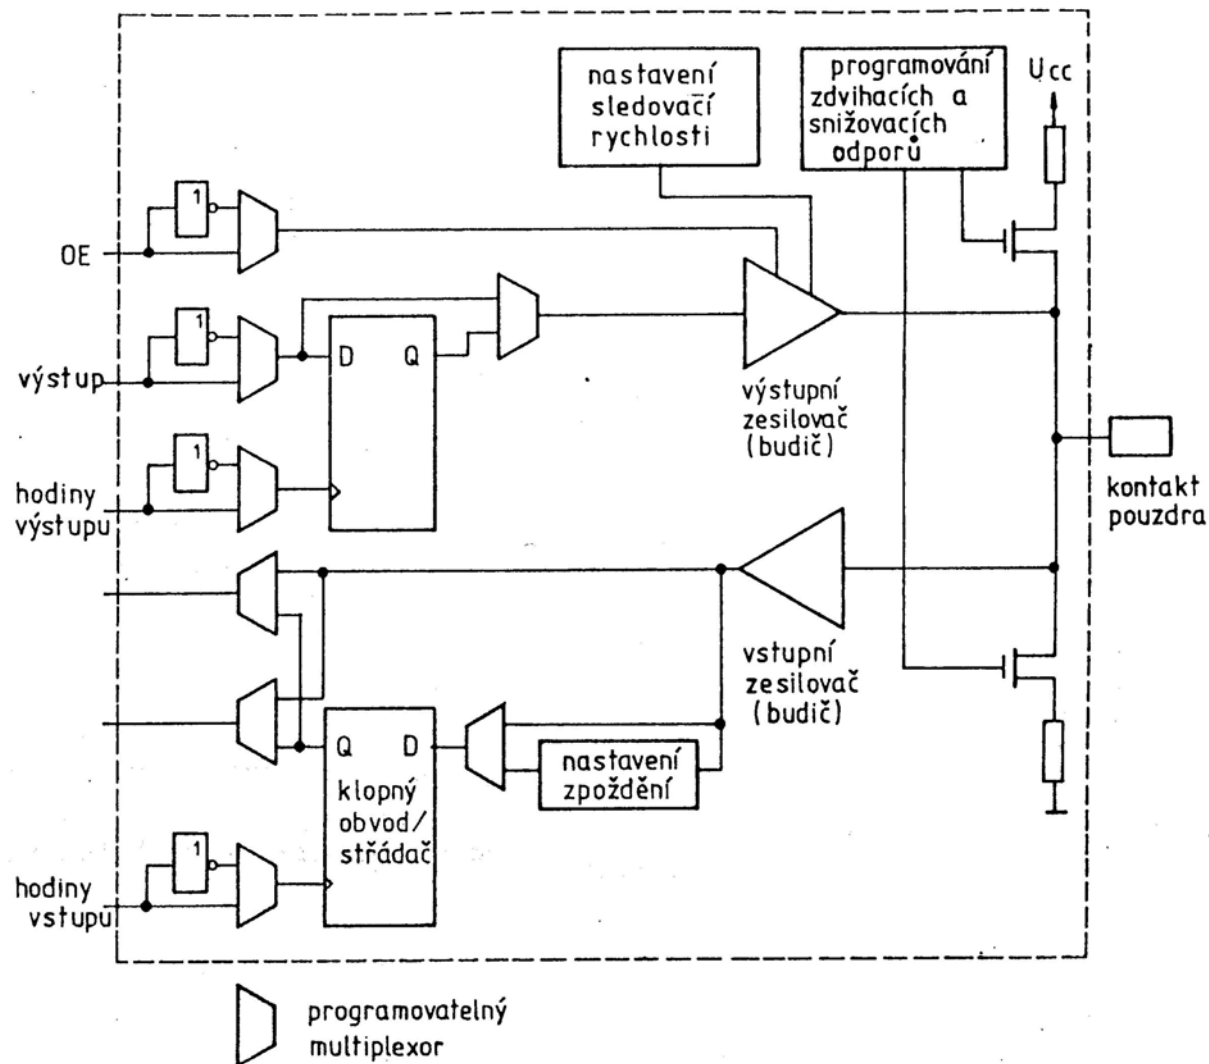 nastavení
sledovací
rychlosti
programování
zdvihacích a
snižovacích
odporů
Ucc
1
OE
1
D Q
výstup
výstupní
zesilovač
(budič)
1
hodiny
výstupu
kontakt
pouzdra
vstupní
zesilovač
(budič)
Q D
klopný
obvod/
střádač
nastavení
zpoždění
1
hodiny
vstupu
programovatelný
multiplexor